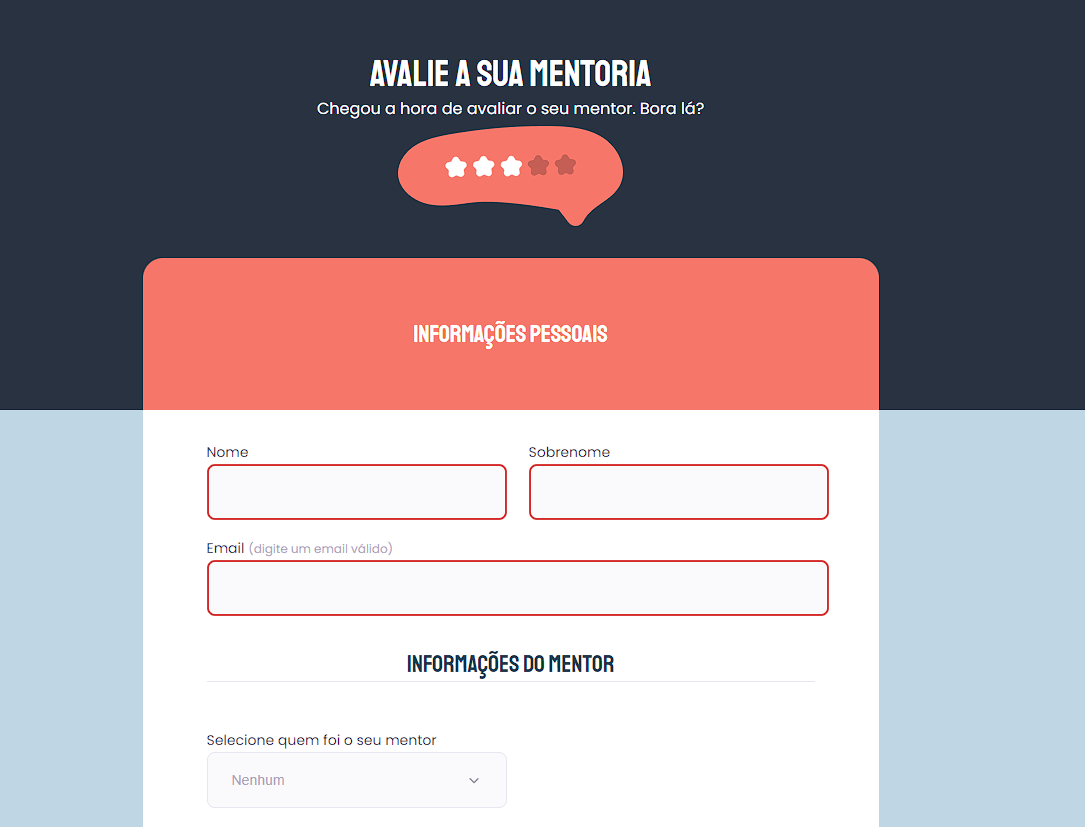 AVALIE A SUA MENTORIA
Chegou a hora de avaliar o seu mentor. Bora lá?
INFORMAÇÕES PESSOAIS
Nome
Sobrenome
Email (digite um email válido)
INFORMAÇÕES DO MENTOR
Selecione quem foi o seu mentor
Nenhum